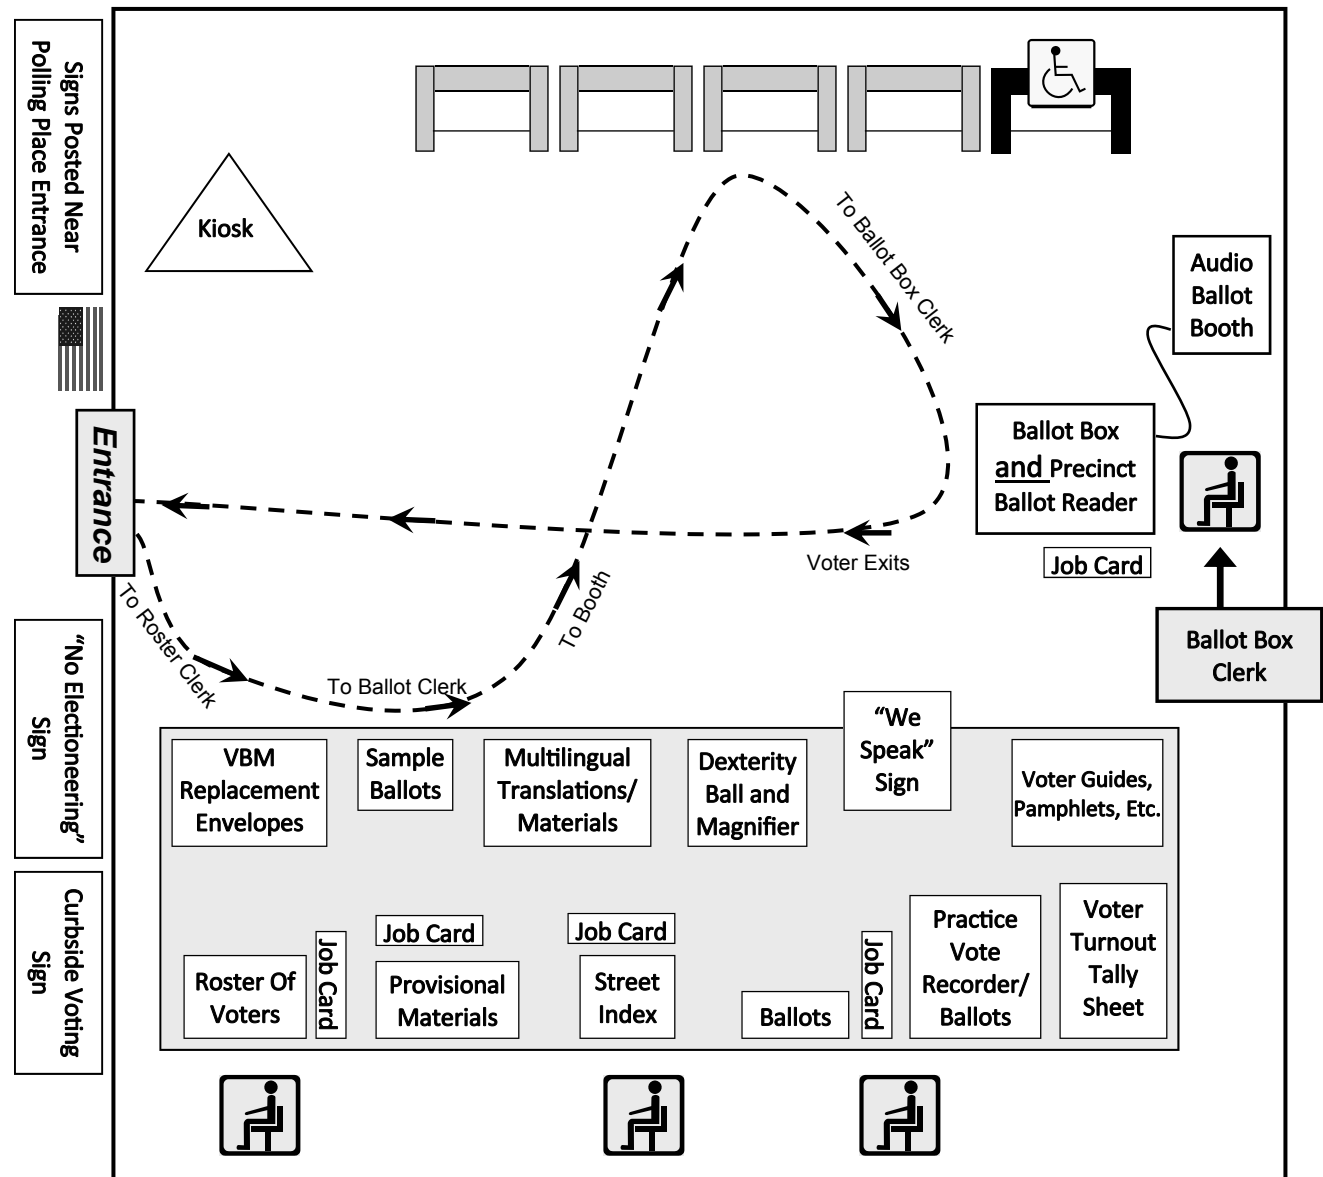 Signs Posted Near
Polling Place Entrance
Kiosk
To Ballot Box Clerk
Audio
Ballot
Booth
Entrance
Ballot Box
and Precinct
Ballot Reader
Job Card
Voter Exits
To Booth
To Roster Clerk
To Ballot Clerk
Ballot Box
Clerk
“No Electioneering”
Sign
Curbside Voting
Sign
VBM
Replacement
Envelopes
Sample
Ballots
Multilingual
Translations/
Materials
Dexterity
Ball and
Magnifier
“We
Speak”
Sign
Voter Guides,
Pamphlets, Etc.
Roster Of
Voters
Job Card
Job Card
Provisional
Materials
Job Card
Street
Index
Ballots
Job Card
Practice
Vote
Recorder/
Ballots
Voter
Turnout
Tally
Sheet